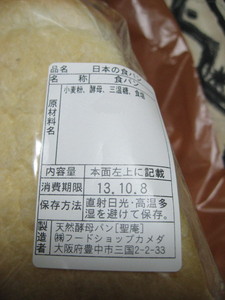 品名 日本の食パン
名称 食パン
原材料名 小麦粉、酵母、三温糖、食塩
内容量 本面左上に記載
消費期限 13.10.8
保存方法 直射日光・高温多湿を避けて保存。
製造者 天然酵母パン[聖庵]
㈱フードショップカメダ
大阪府豊中市三国2-2-33